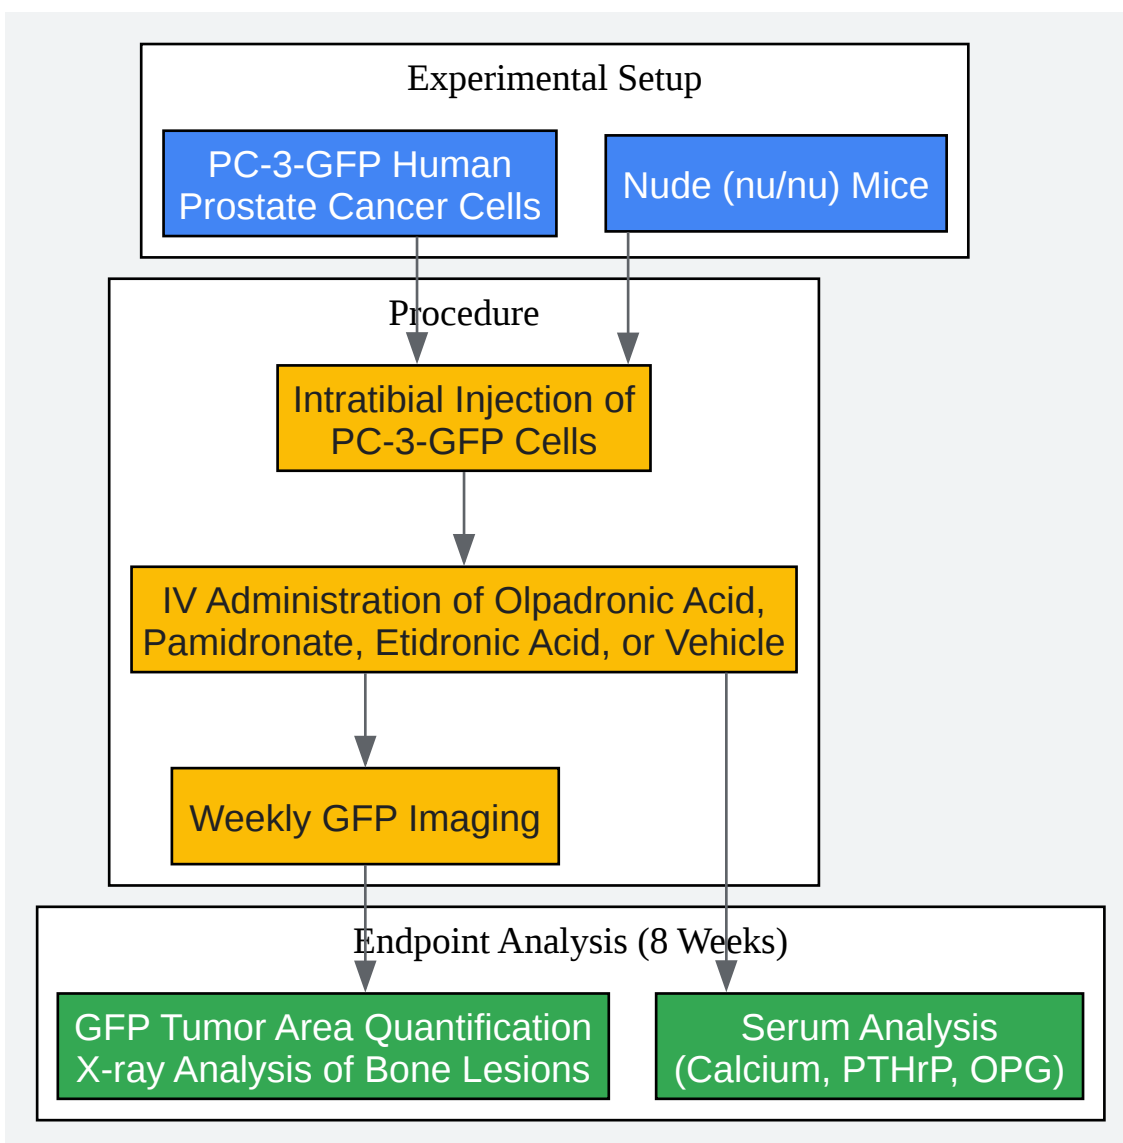 Experimental Setup
PC-3-GFP Human
Prostate Cancer Cells
Nude (nu/nu) Mice
Procedure
Intratibial Injection of
PC-3-GFP Cells
IV Administration of Olpadronic Acid,
Pamidronate, Etidronic Acid, or Vehicle
Weekly GFP Imaging
Endpoint Analysis (8 Weeks)
GFP Tumor Area Quantification
X-ray Analysis of Bone Lesions
Serum Analysis
(Calcium, PTHrP, OPG)